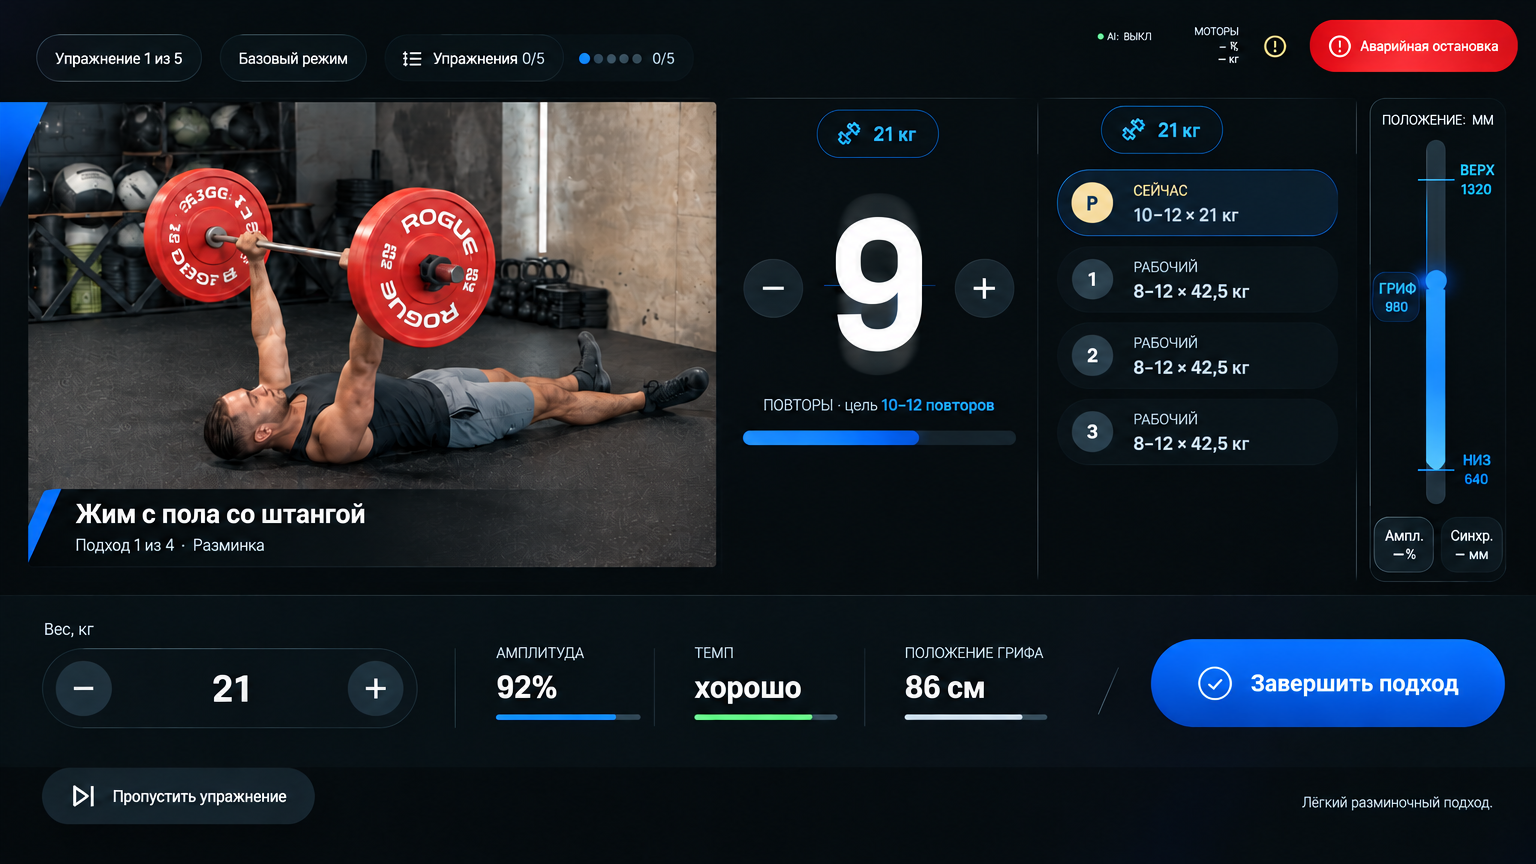 Упражнение 1 из 5
Базовый режим
Упражнения 0/5
0/5
AI: ВЫКЛ
МОТОРЫ
– кг
Аварийная остановка
ROGUE
ROGUE
25
Жим с пола со штангой
Подход 1 из 4 · Разминка
21 кг
9
ПОВТОРЫ · цель 10–12 повторов
21 кг
Р
СЕЙЧАС
10–12 × 21 кг
1
РАБОЧИЙ
8–12 × 42,5 кг
2
РАБОЧИЙ
8–12 × 42,5 кг
3
РАБОЧИЙ
8–12 × 42,5 кг
ПОЛОЖЕНИЕ: ММ
ВЕРХ
1320
ГРИФ
980
НИЗ
640
Ампл.
–%
Синхр.
– мм
Вес, кг
21
АМПЛИТУДА
92%
ТЕМП
хорошо
ПОЛОЖЕНИЕ ГРИФА
86 см
Завершить подход
Пропустить упражнение
Лёгкий разминочный подход.